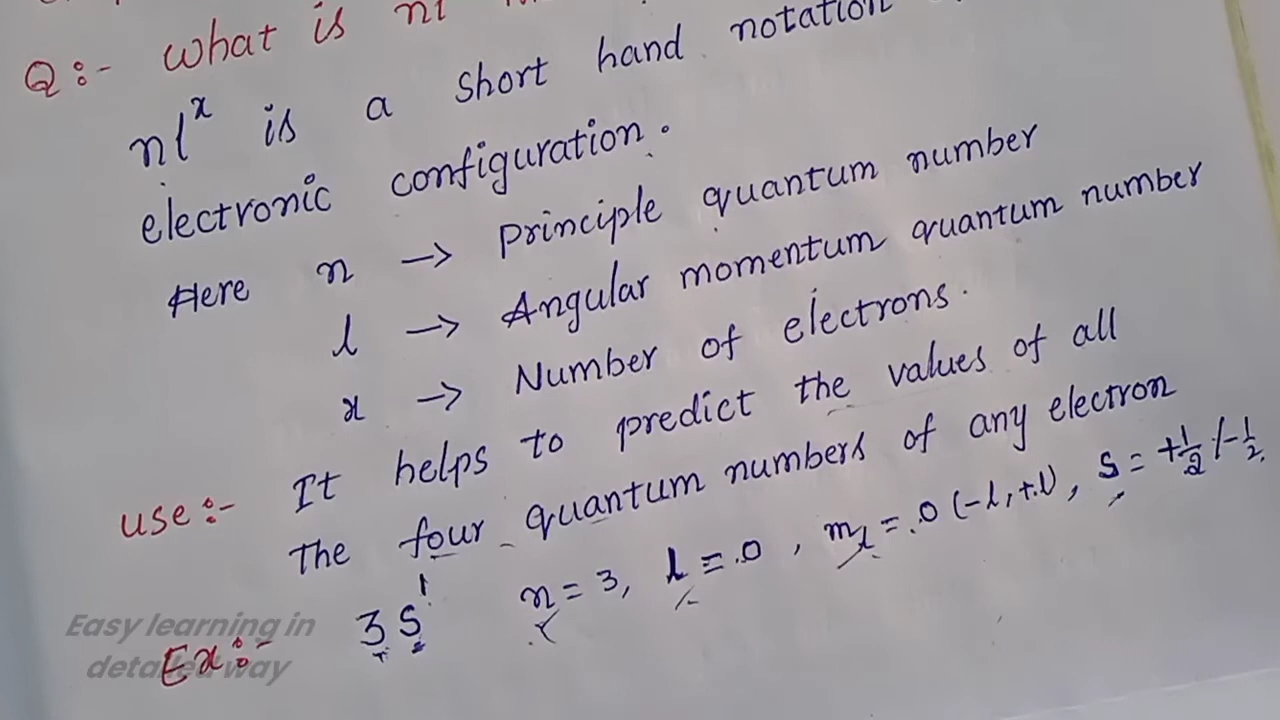 Q:- What is nl
nlˣ is a short hand notation
electronic configuration.
Here n → Principle quantum number
l → Angular momentum quantum number
x → Number of electrons.
use:- It helps to predict the values of all
the four quantum numbers of any electron
Ex:- 3s¹ n = 3, l = 0, mₗ = 0 (-l, +l), s = +1/2 / -1/2.
Easy learning in
detailed way